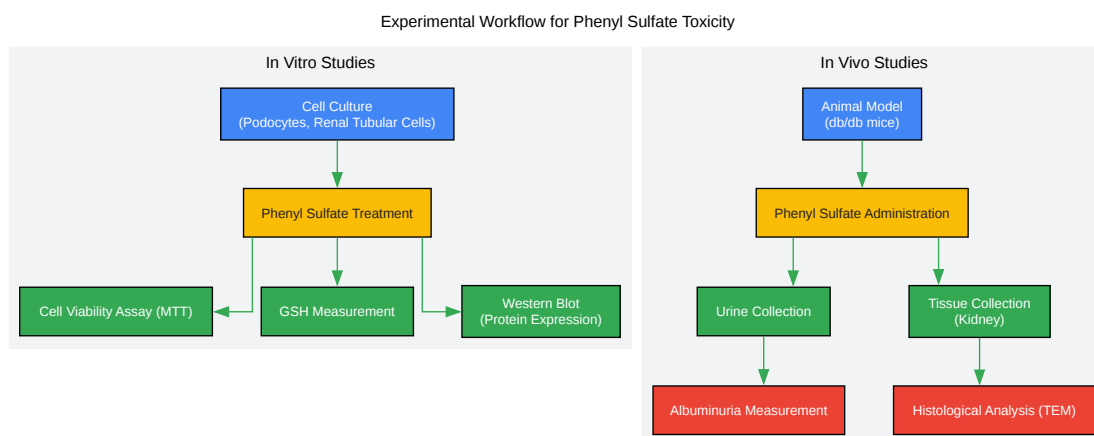 Experimental Workflow for Phenyl Sulfate Toxicity
In Vitro Studies
Cell Culture
(Podocytes, Renal Tubular Cells)
Phenyl Sulfate Treatment
Cell Viability Assay (MTT)
GSH Measurement
Western Blot
(Protein Expression)
In Vivo Studies
Animal Model
(db/db mice)
Phenyl Sulfate Administration
Urine Collection
Tissue Collection
(Kidney)
Albuminuria Measurement
Histological Analysis (TEM)